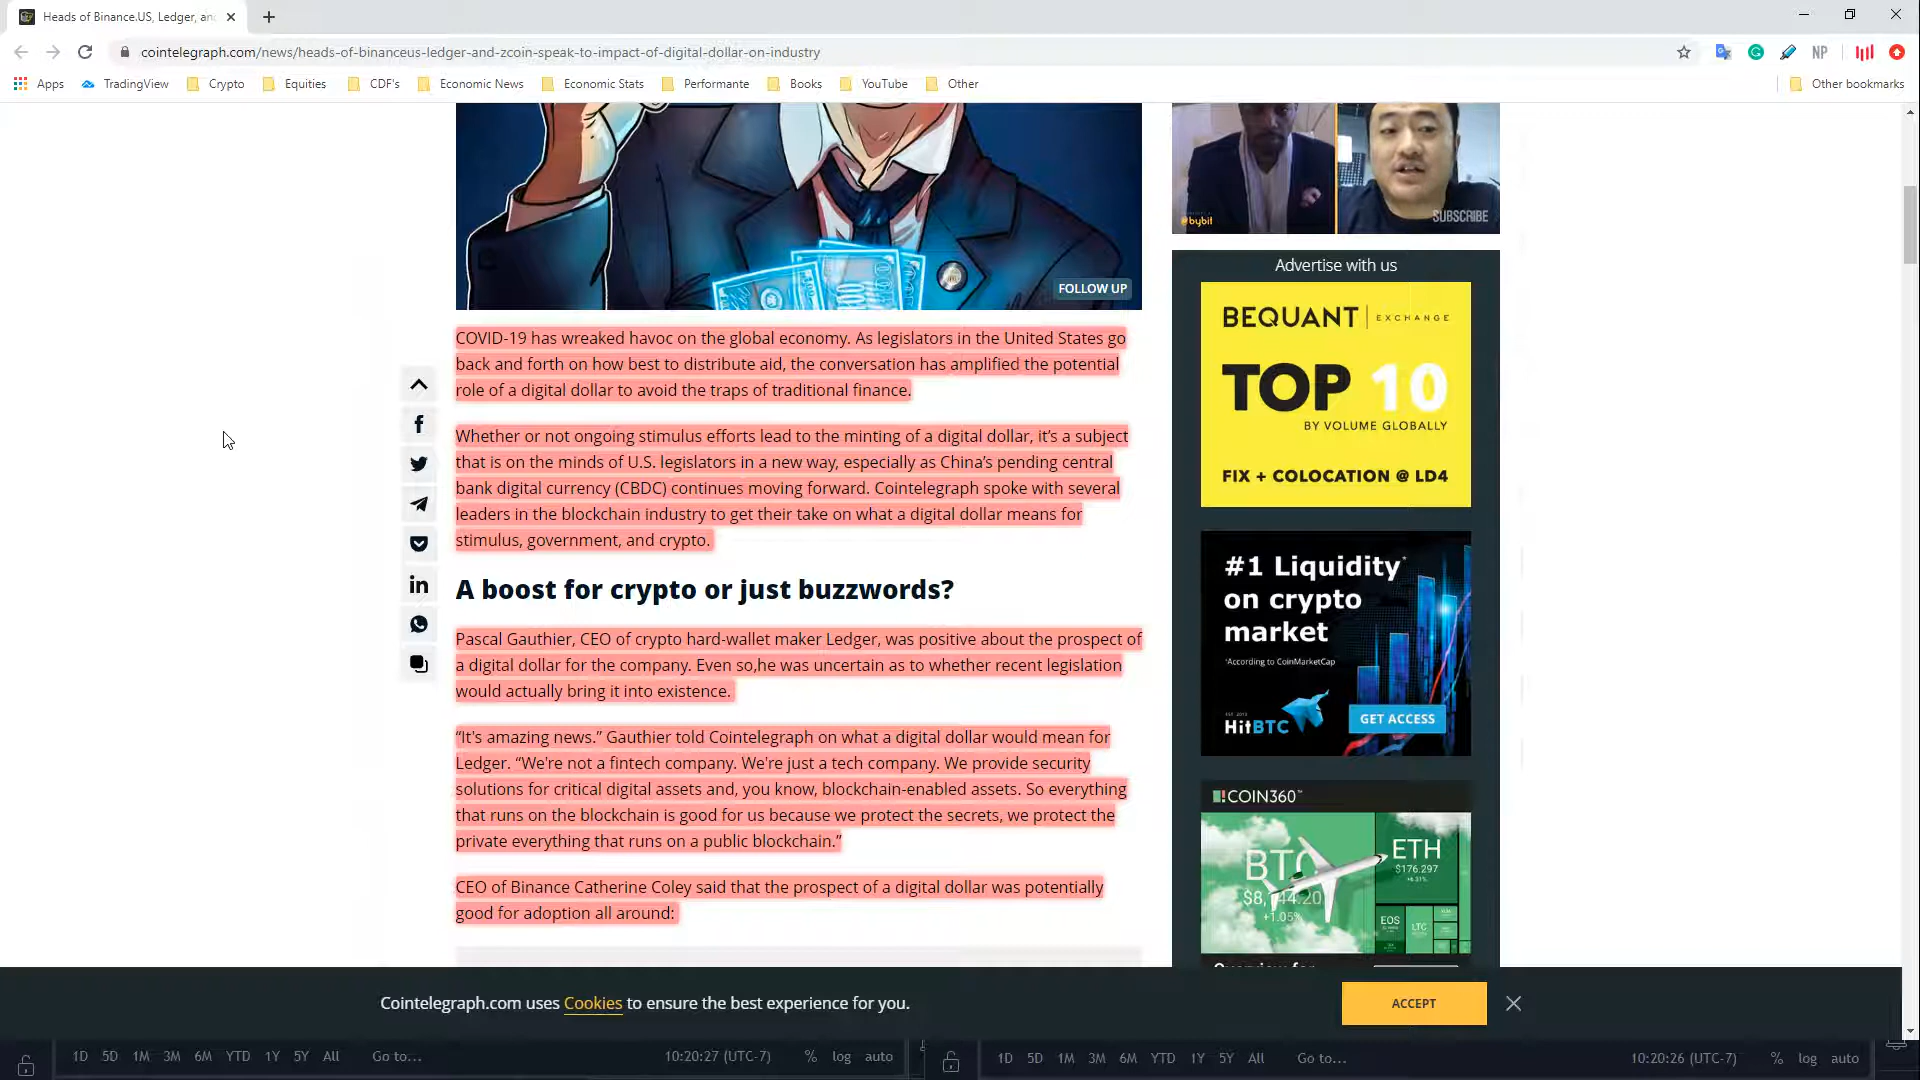 Heads of Binance.US, Ledger, an
cointelegraph.com/news/heads-of-binanceus-ledger-and-zcoin-speak-to-impact-of-digital-dollar-on-industry
NP
Apps
TradingView
Crypto
Equities
CDF's
Economic News
Economic Stats
Performante
Books
YouTube
Other
Other bookmarks
FOLLOW UP
COVID-19 has wreaked havoc on the global economy. As legislators in the United States go
back and forth on how best to distribute aid, the conversation has amplified the potential
role of a digital dollar to avoid the traps of traditional finance.
Whether or not ongoing stimulus efforts lead to the minting of a digital dollar, it’s a subject
that is on the minds of U.S. legislators in a new way, especially as China’s pending central
bank digital currency (CBDC) continues moving forward. Cointelegraph spoke with several
leaders in the blockchain industry to get their take on what a digital dollar means for
stimulus, government, and crypto.
A boost for crypto or just buzzwords?
Pascal Gauthier, CEO of crypto hard-wallet maker Ledger, was positive about the prospect of
a digital dollar for the company. Even so,he was uncertain as to whether recent legislation
would actually bring it into existence.
“It's amazing news.” Gauthier told Cointelegraph on what a digital dollar would mean for
Ledger. “We're not a fintech company. We're just a tech company. We provide security
solutions for critical digital assets and, you know, blockchain-enabled assets. So everything
that runs on the blockchain is good for us because we protect the secrets, we protect the
private everything that runs on a public blockchain.”
CEO of Binance Catherine Coley said that the prospect of a digital dollar was potentially
good for adoption all around:
@bybit
SUBSCRIBE
Advertise with us
BEQUANT | EXCHANGE
TOP 10
BY VOLUME GLOBALLY
FIX + COLOCATION @ LD4
#1 Liquidity*
on crypto
market
*According to CoinMarketCap
HitBTC
GET ACCESS
COIN360™
BTC
+1.05%
ETH
$176.297
+6.31%
EOS
LTC
Cointelegraph.com uses Cookies to ensure the best experience for you.
ACCEPT
1D 5D 1M 3M 6M YTD 1Y 5Y All Go to... 10:20:27 (UTC-7) % log auto
1D 5D 1M 3M 6M YTD 1Y 5Y All Go to... 10:20:26 (UTC-7) % log auto